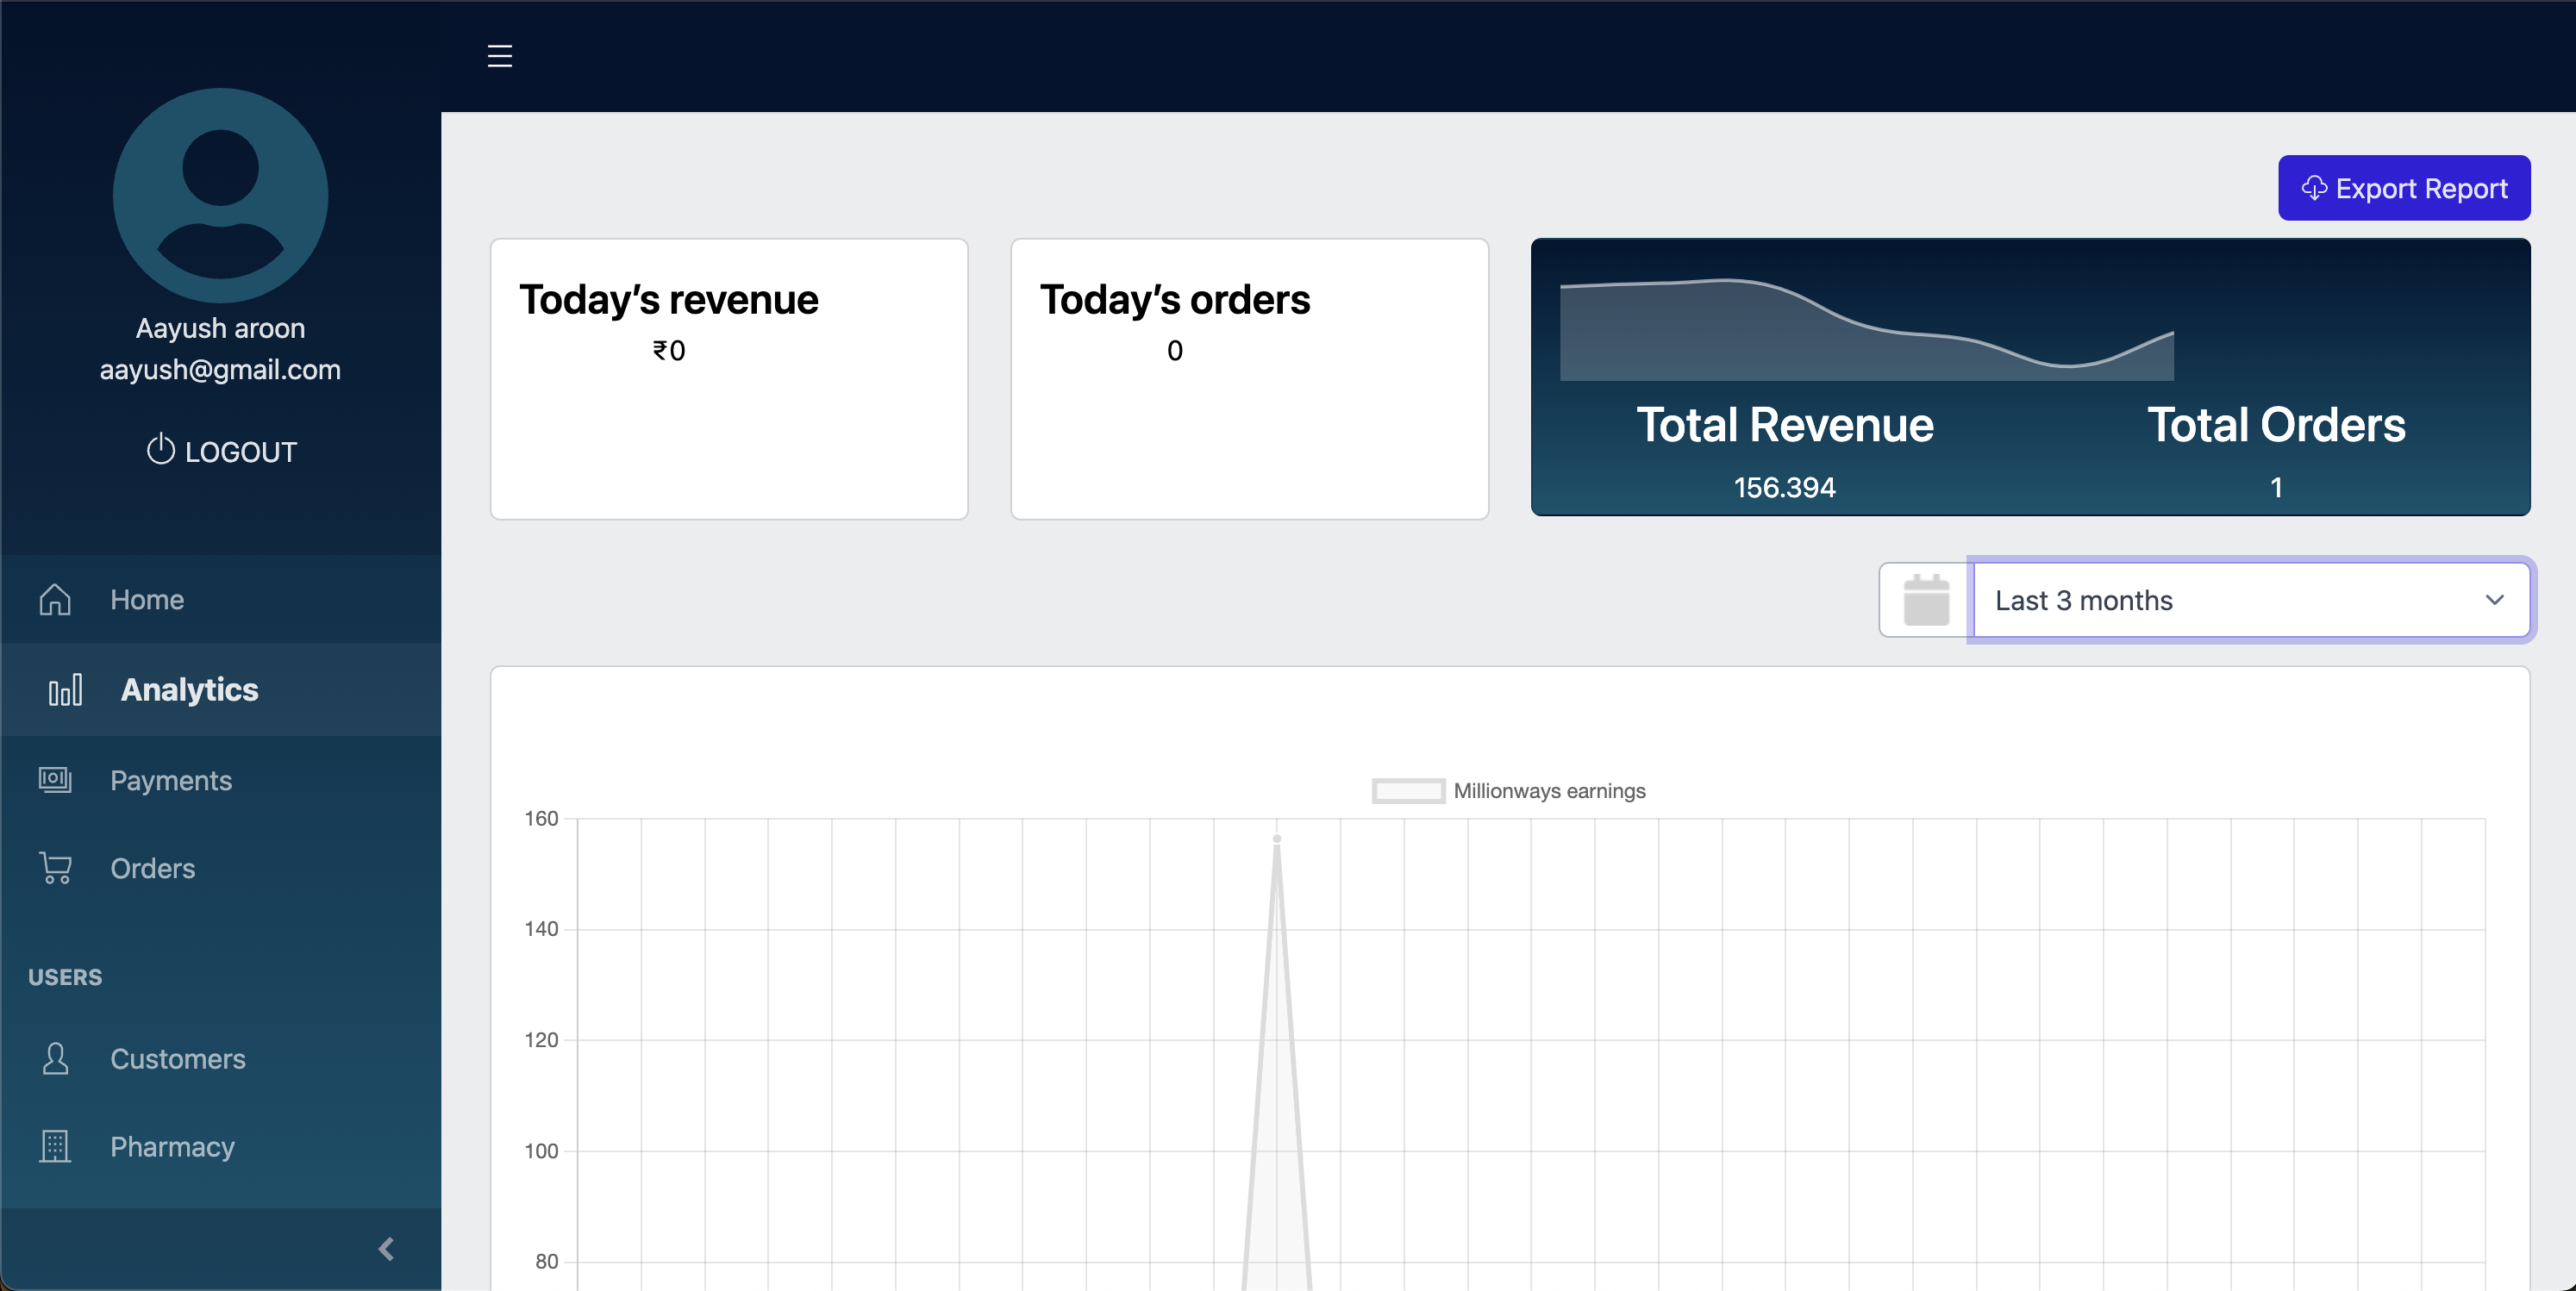 Aayush aroon
aayush@gmail.com
LOGOUT
Home
Analytics
Payments
Orders
USERS
Customers
Pharmacy
Export Report
Today’s revenue
₹0
Today’s orders
0
Total Revenue
156.394
Total Orders
1
Last 3 months
Millionways earnings
160
140
120
100
80